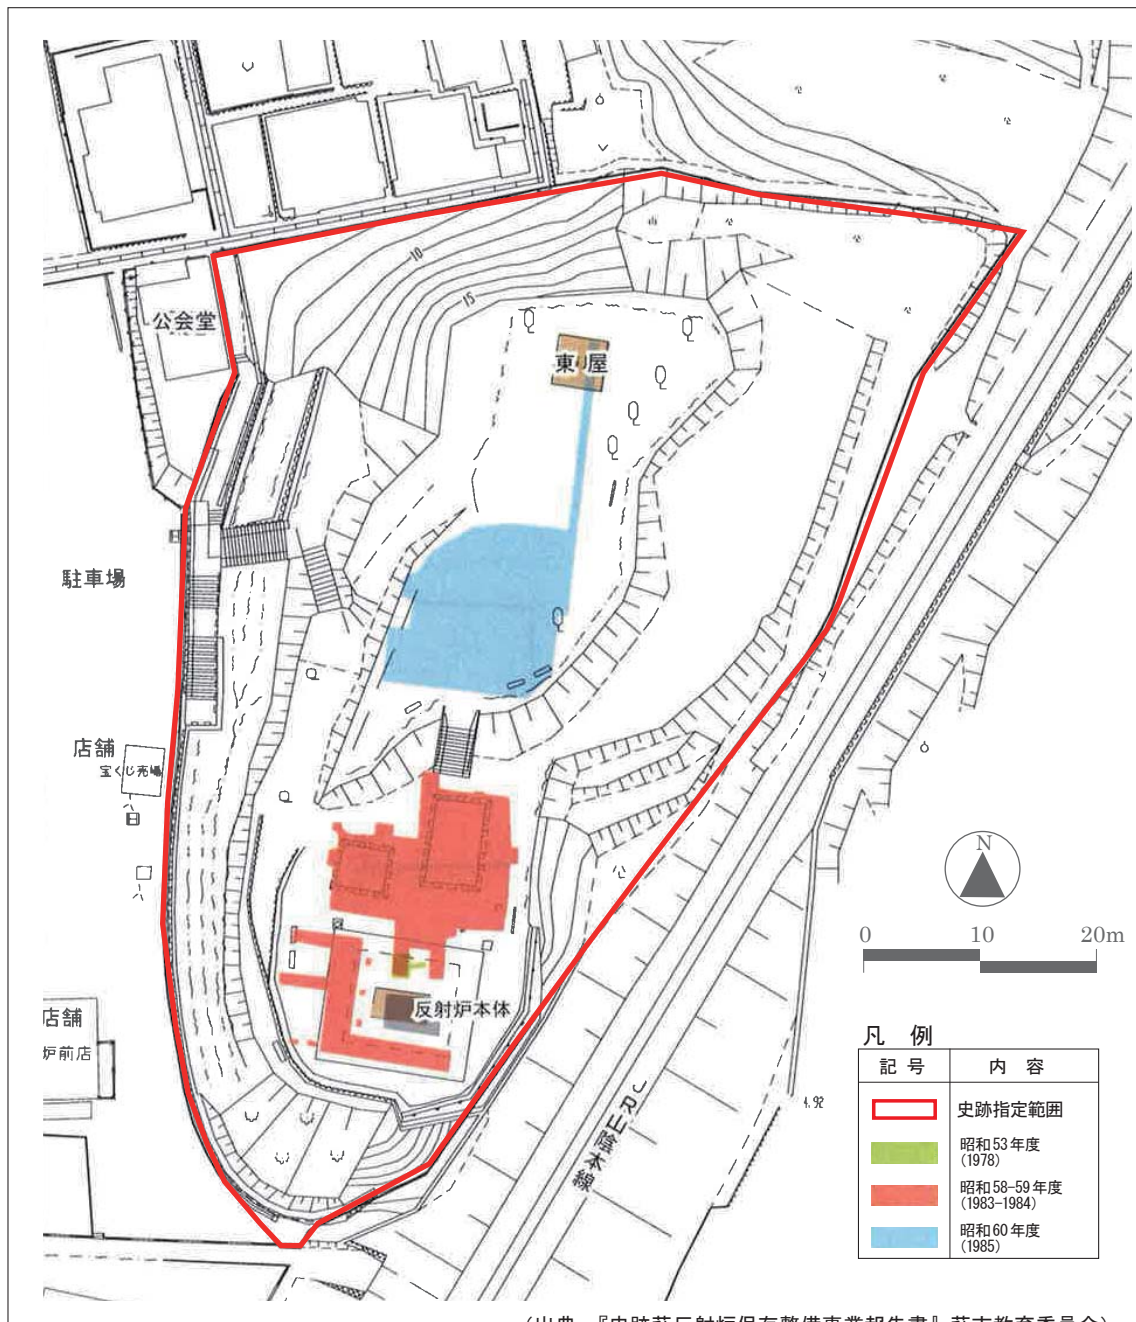 10
15
公会堂
東屋
駐車場
店舗
宝くじ売場
N
0 10 20m
反射炉本体
店舗
炉前店
JR山陰本線
4.92
凡 例
記 号 内 容
史跡指定範囲
昭和53年度
(1978)
昭和58-59年度
(1983-1984)
昭和60年度
(1985)